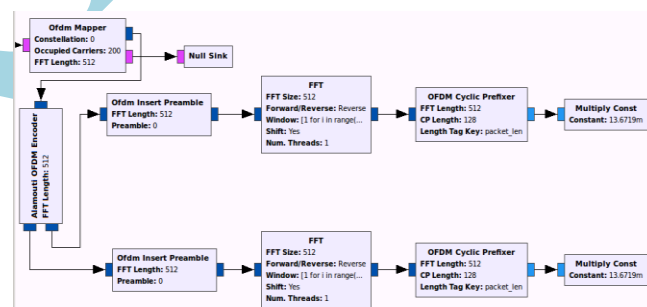 Ofdm Mapper
Constellation: 0
Occupied Carriers: 200
FFT Length: 512
Null Sink
Alamouti OFDM Encoder
FFT Length: 512
Ofdm Insert Preamble
FFT Length: 512
Preamble: 0
FFT
FFT Size: 512
Forward/Reverse: Reverse
Window: [1 for i in range(...
Shift: Yes
Num. Threads: 1
OFDM Cyclic Prefixer
FFT Length: 512
CP Length: 128
Length Tag Key: packet_len
Multiply Const
Constant: 13.6719m
Ofdm Insert Preamble
FFT Length: 512
Preamble: 0
FFT
FFT Size: 512
Forward/Reverse: Reverse
Window: [1 for i in range(...
Shift: Yes
Num. Threads: 1
OFDM Cyclic Prefixer
FFT Length: 512
CP Length: 128
Length Tag Key: packet_len
Multiply Const
Constant: 13.6719m